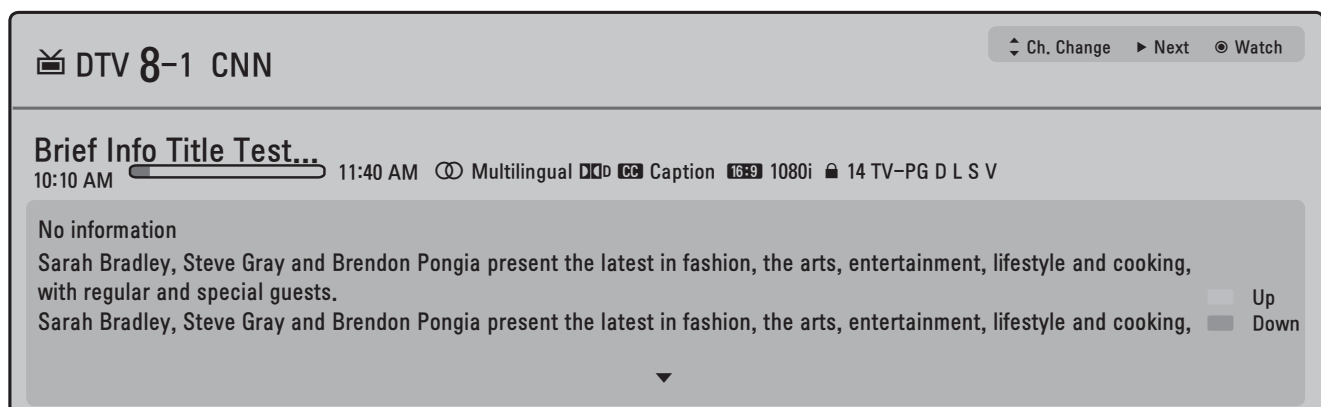 DTV 8-1 CNN
Ch. Change Next Watch
Brief Info Title Test...
10:10 AM 11:40 AM Multilingual DD D CC Caption 16:9 1080i 14 TV-PG D L S V
No information
Sarah Bradley, Steve Gray and Brendon Pongia present the latest in fashion, the arts, entertainment, lifestyle and cooking,
with regular and special guests.
Up
Sarah Bradley, Steve Gray and Brendon Pongia present the latest in fashion, the arts, entertainment, lifestyle and cooking,
Down